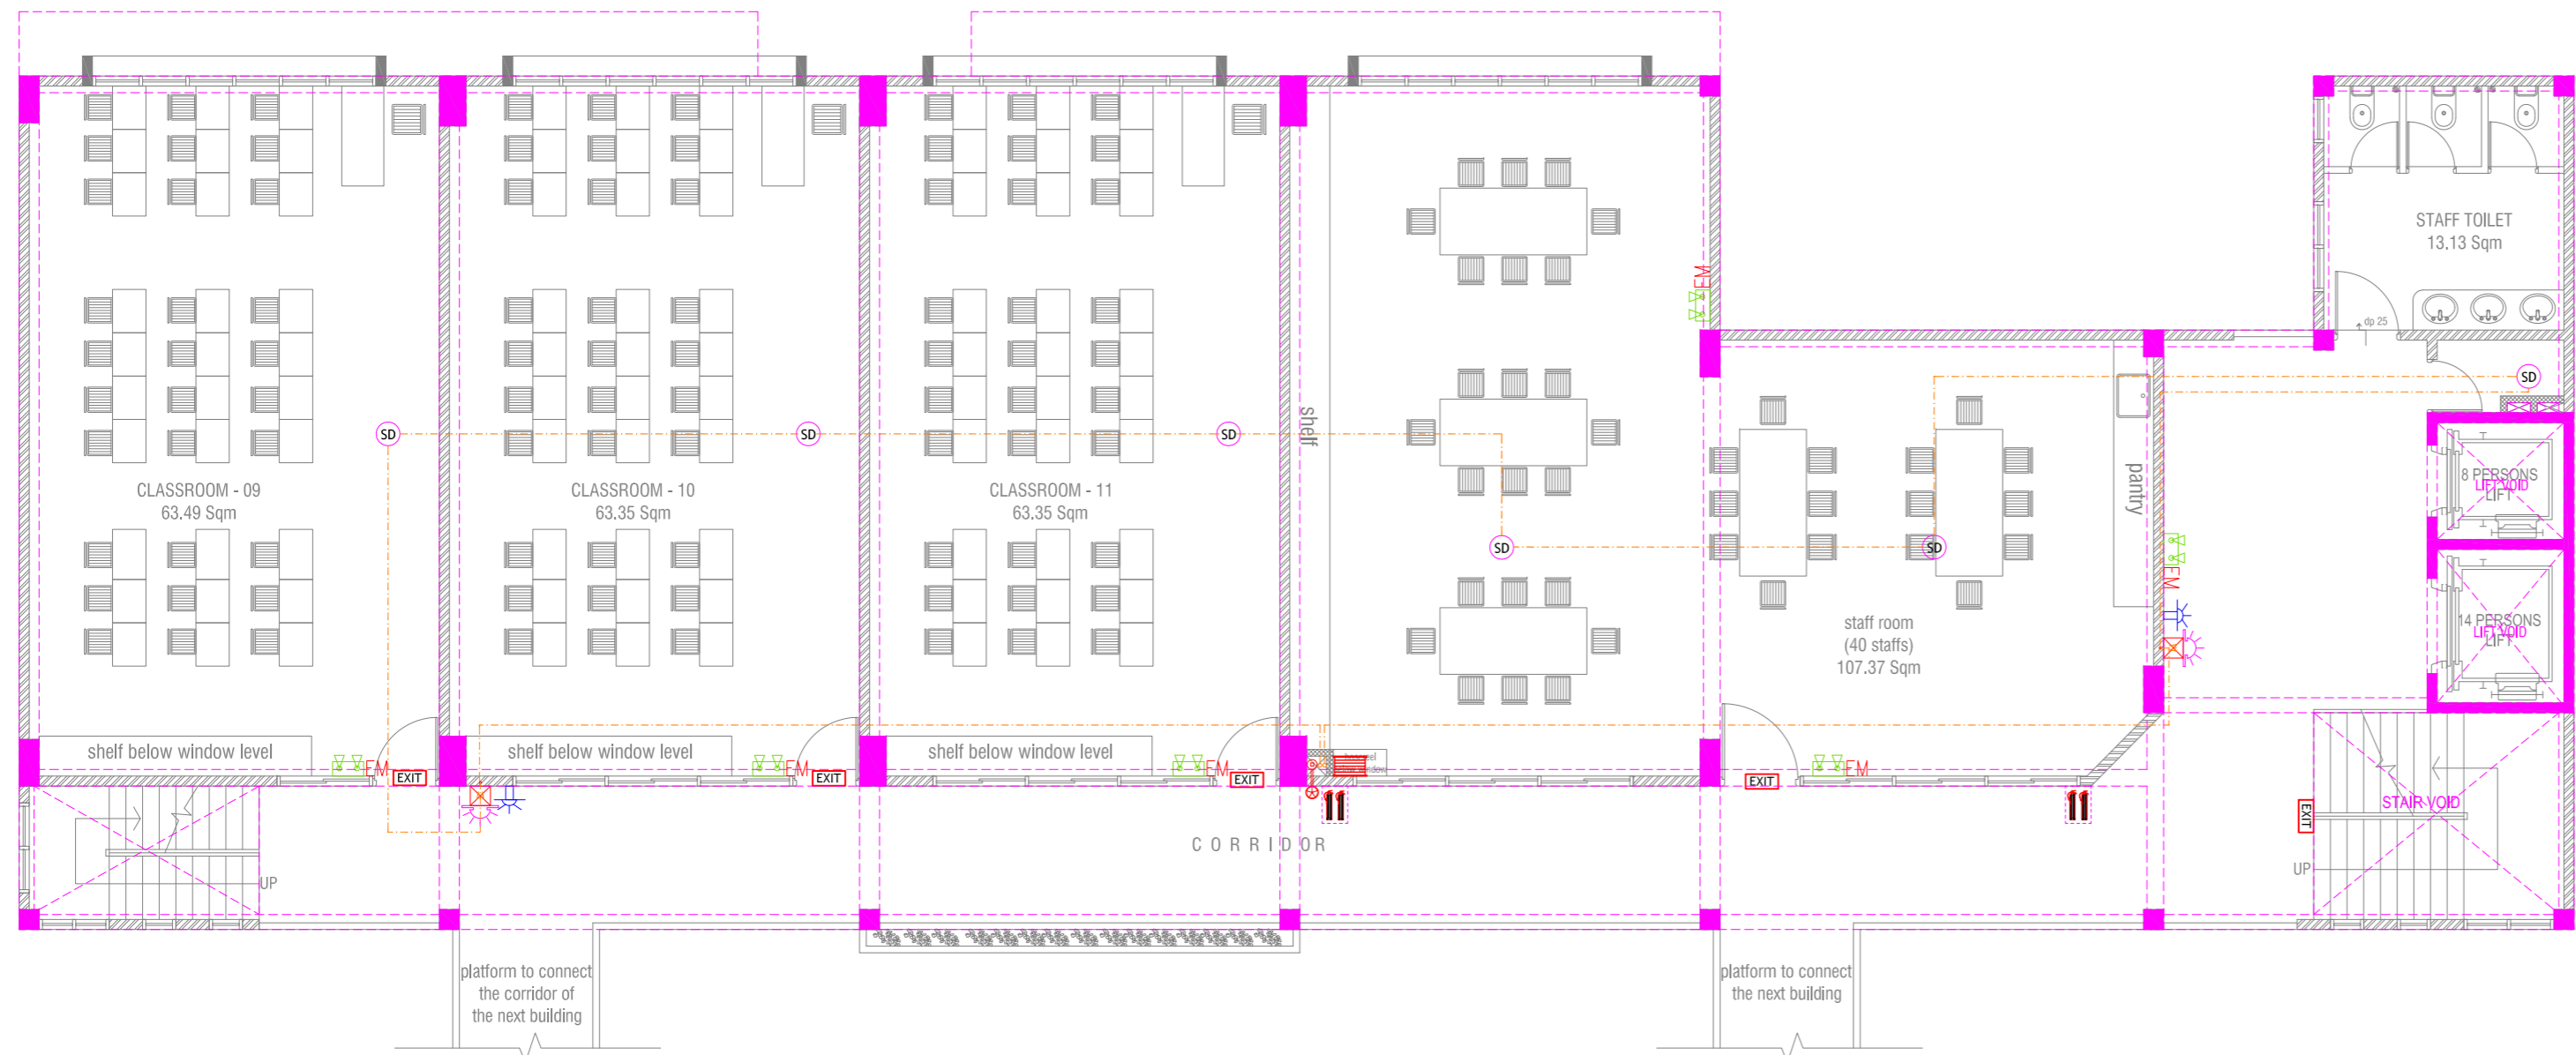 STAFF TOILET
13.13 Sqm
dp 25
SD
SD
SD
SD
SD
SD
EM
shelf
pantry
CLASSROOM - 09
63.49 Sqm
CLASSROOM - 10
63.35 Sqm
CLASSROOM - 11
63.35 Sqm
8 PERSONS
LIFT
LIFT VOID
14 PERSONS
LIFT
LIFT VOID
EM
staff room
(40 staffs)
107.37 Sqm
shelf below window level
EM
EXIT
shelf below window level
EM
EXIT
shelf below window level
EM
EXIT
EXIT
EM
EXIT
STAIR VOID
CORRIDOR
UP
UP
platform to connect
the corridor of
the next building
platform to connect
the next building